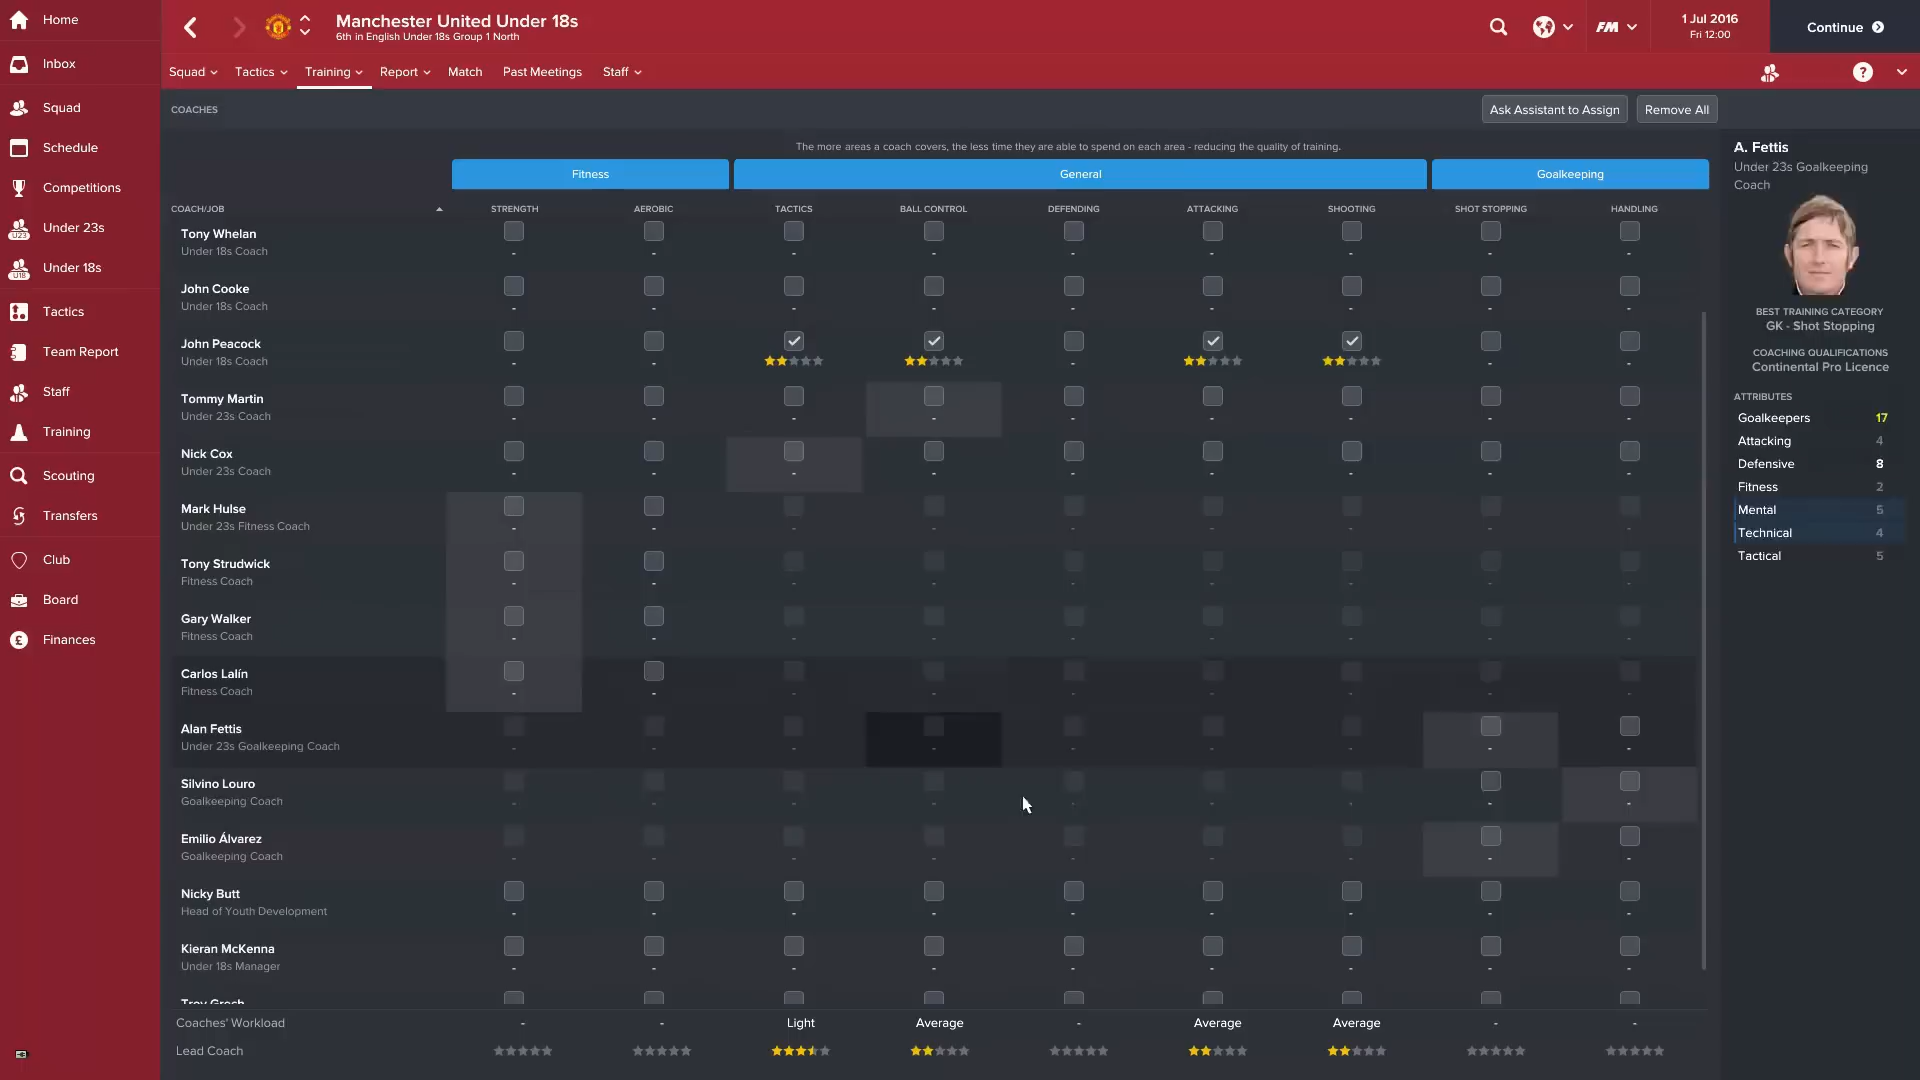 Home
Inbox
Squad
Schedule
Competitions
Under 23s
Under 18s
Tactics
Team Report
Staff
Training
Scouting
Transfers
Club
Board
Finances
Manchester United Under 18s
6th in English Under 18s Group 1 North
FM
1 Jul 2016
Fri 12:00
Continue
Squad Tactics Training Report Match Past Meetings Staff
?
COACHES
Ask Assistant to Assign
Remove All
The more areas a coach covers, the less time they are able to spend on each area - reducing the quality of training.
Fitness General Goalkeeping
COACH/JOB STRENGTH AEROBIC TACTICS BALL CONTROL DEFENDING ATTACKING SHOOTING SHOT STOPPING HANDLING
Tony Whelan
Under 18s Coach - - - - - - - - -
John Cooke
Under 18s Coach - - - - - - - - -
John Peacock
Under 18s Coach - - - - -
Tommy Martin
Under 23s Coach - - - - - - - - -
Nick Cox
Under 23s Coach - - - - - - - - -
Mark Hulse
Under 23s Fitness Coach - - - - - - - - -
Tony Strudwick
Fitness Coach - - - - - - - - -
Gary Walker
Fitness Coach - - - - - - - - -
Carlos Lalín
Fitness Coach - - - - - - - - -
Alan Fettis
Under 23s Goalkeeping Coach - - - - - - - - -
Silvino Louro
Goalkeeping Coach - - - - - - - - -
Emilio Álvarez
Goalkeeping Coach - - - - - - - - -
Nicky Butt
Head of Youth Development - - - - - - - - -
Kieran McKenna
Under 18s Manager - - - - - - - - -
Coaches' Workload - - Light Average - Average Average - -
Lead Coach
A. Fettis
Under 23s Goalkeeping
Coach
BEST TRAINING CATEGORY
GK - Shot Stopping
COACHING QUALIFICATIONS
Continental Pro Licence
ATTRIBUTES
Goalkeepers 17
Attacking 4
Defensive 8
Fitness 2
Mental 5
Technical 4
Tactical 5